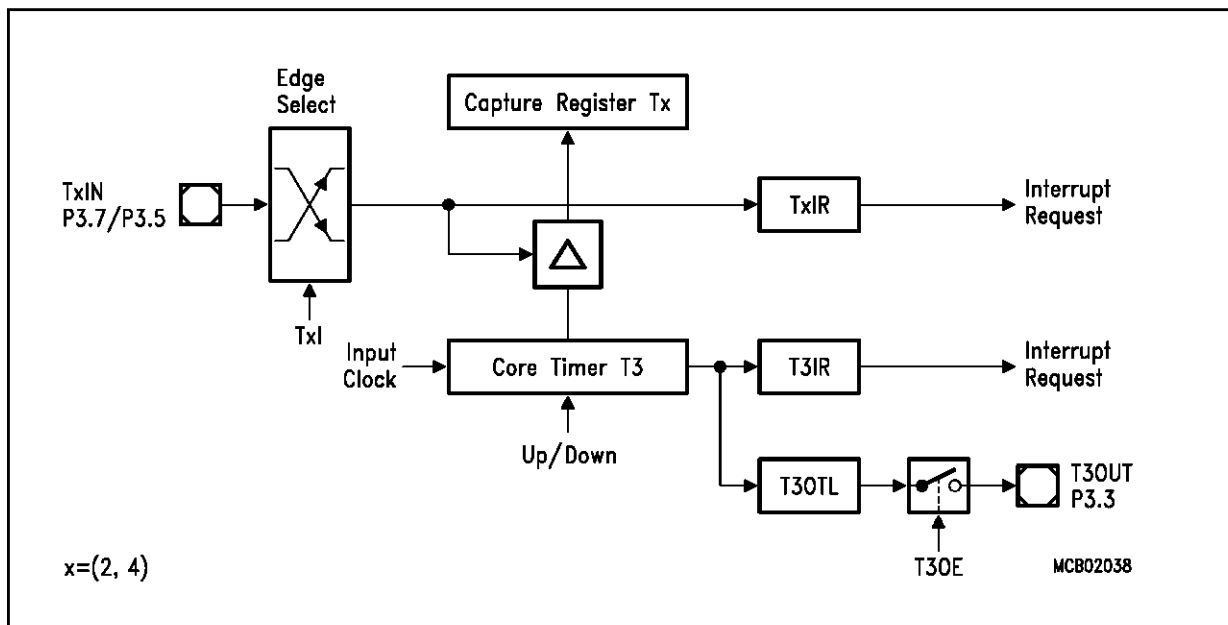 Edge
Select
Capture Register Tx
TxIN
P3.7/P3.5
TxIR
Interrupt
Request
TxI
Input
Clock
Core Timer T3
T3IR
Interrupt
Request
Up/Down
T3OTL
T3OUT
P3.3
T3OE
x=(2, 4)
MCB02038